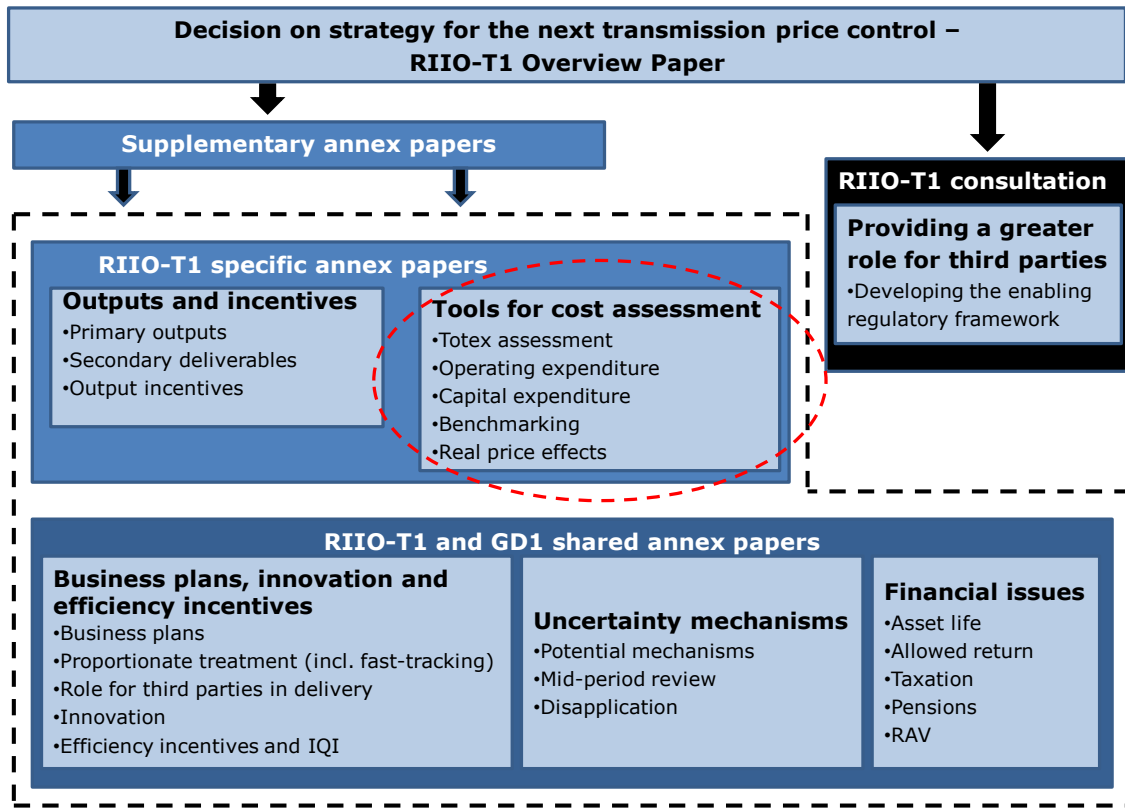 Decision on strategy for the next transmission price control –
RIIO-T1 Overview Paper
Supplementary annex papers
RIIO-T1 consultation
Providing a greater
role for third parties
•Developing the enabling
regulatory framework
RIIO-T1 specific annex papers
Outputs and incentives
•Primary outputs
•Secondary deliverables
•Output incentives
Tools for cost assessment
•Totex assessment
•Operating expenditure
•Capital expenditure
•Benchmarking
•Real price effects
RIIO-T1 and GD1 shared annex papers
Business plans, innovation and
efficiency incentives
•Business plans
•Proportionate treatment (incl. fast-tracking)
•Role for third parties in delivery
•Innovation
•Efficiency incentives and IQI
Uncertainty mechanisms
•Potential mechanisms
•Mid-period review
•Disapplication
Financial issues
•Asset life
•Allowed return
•Taxation
•Pensions
•RAV